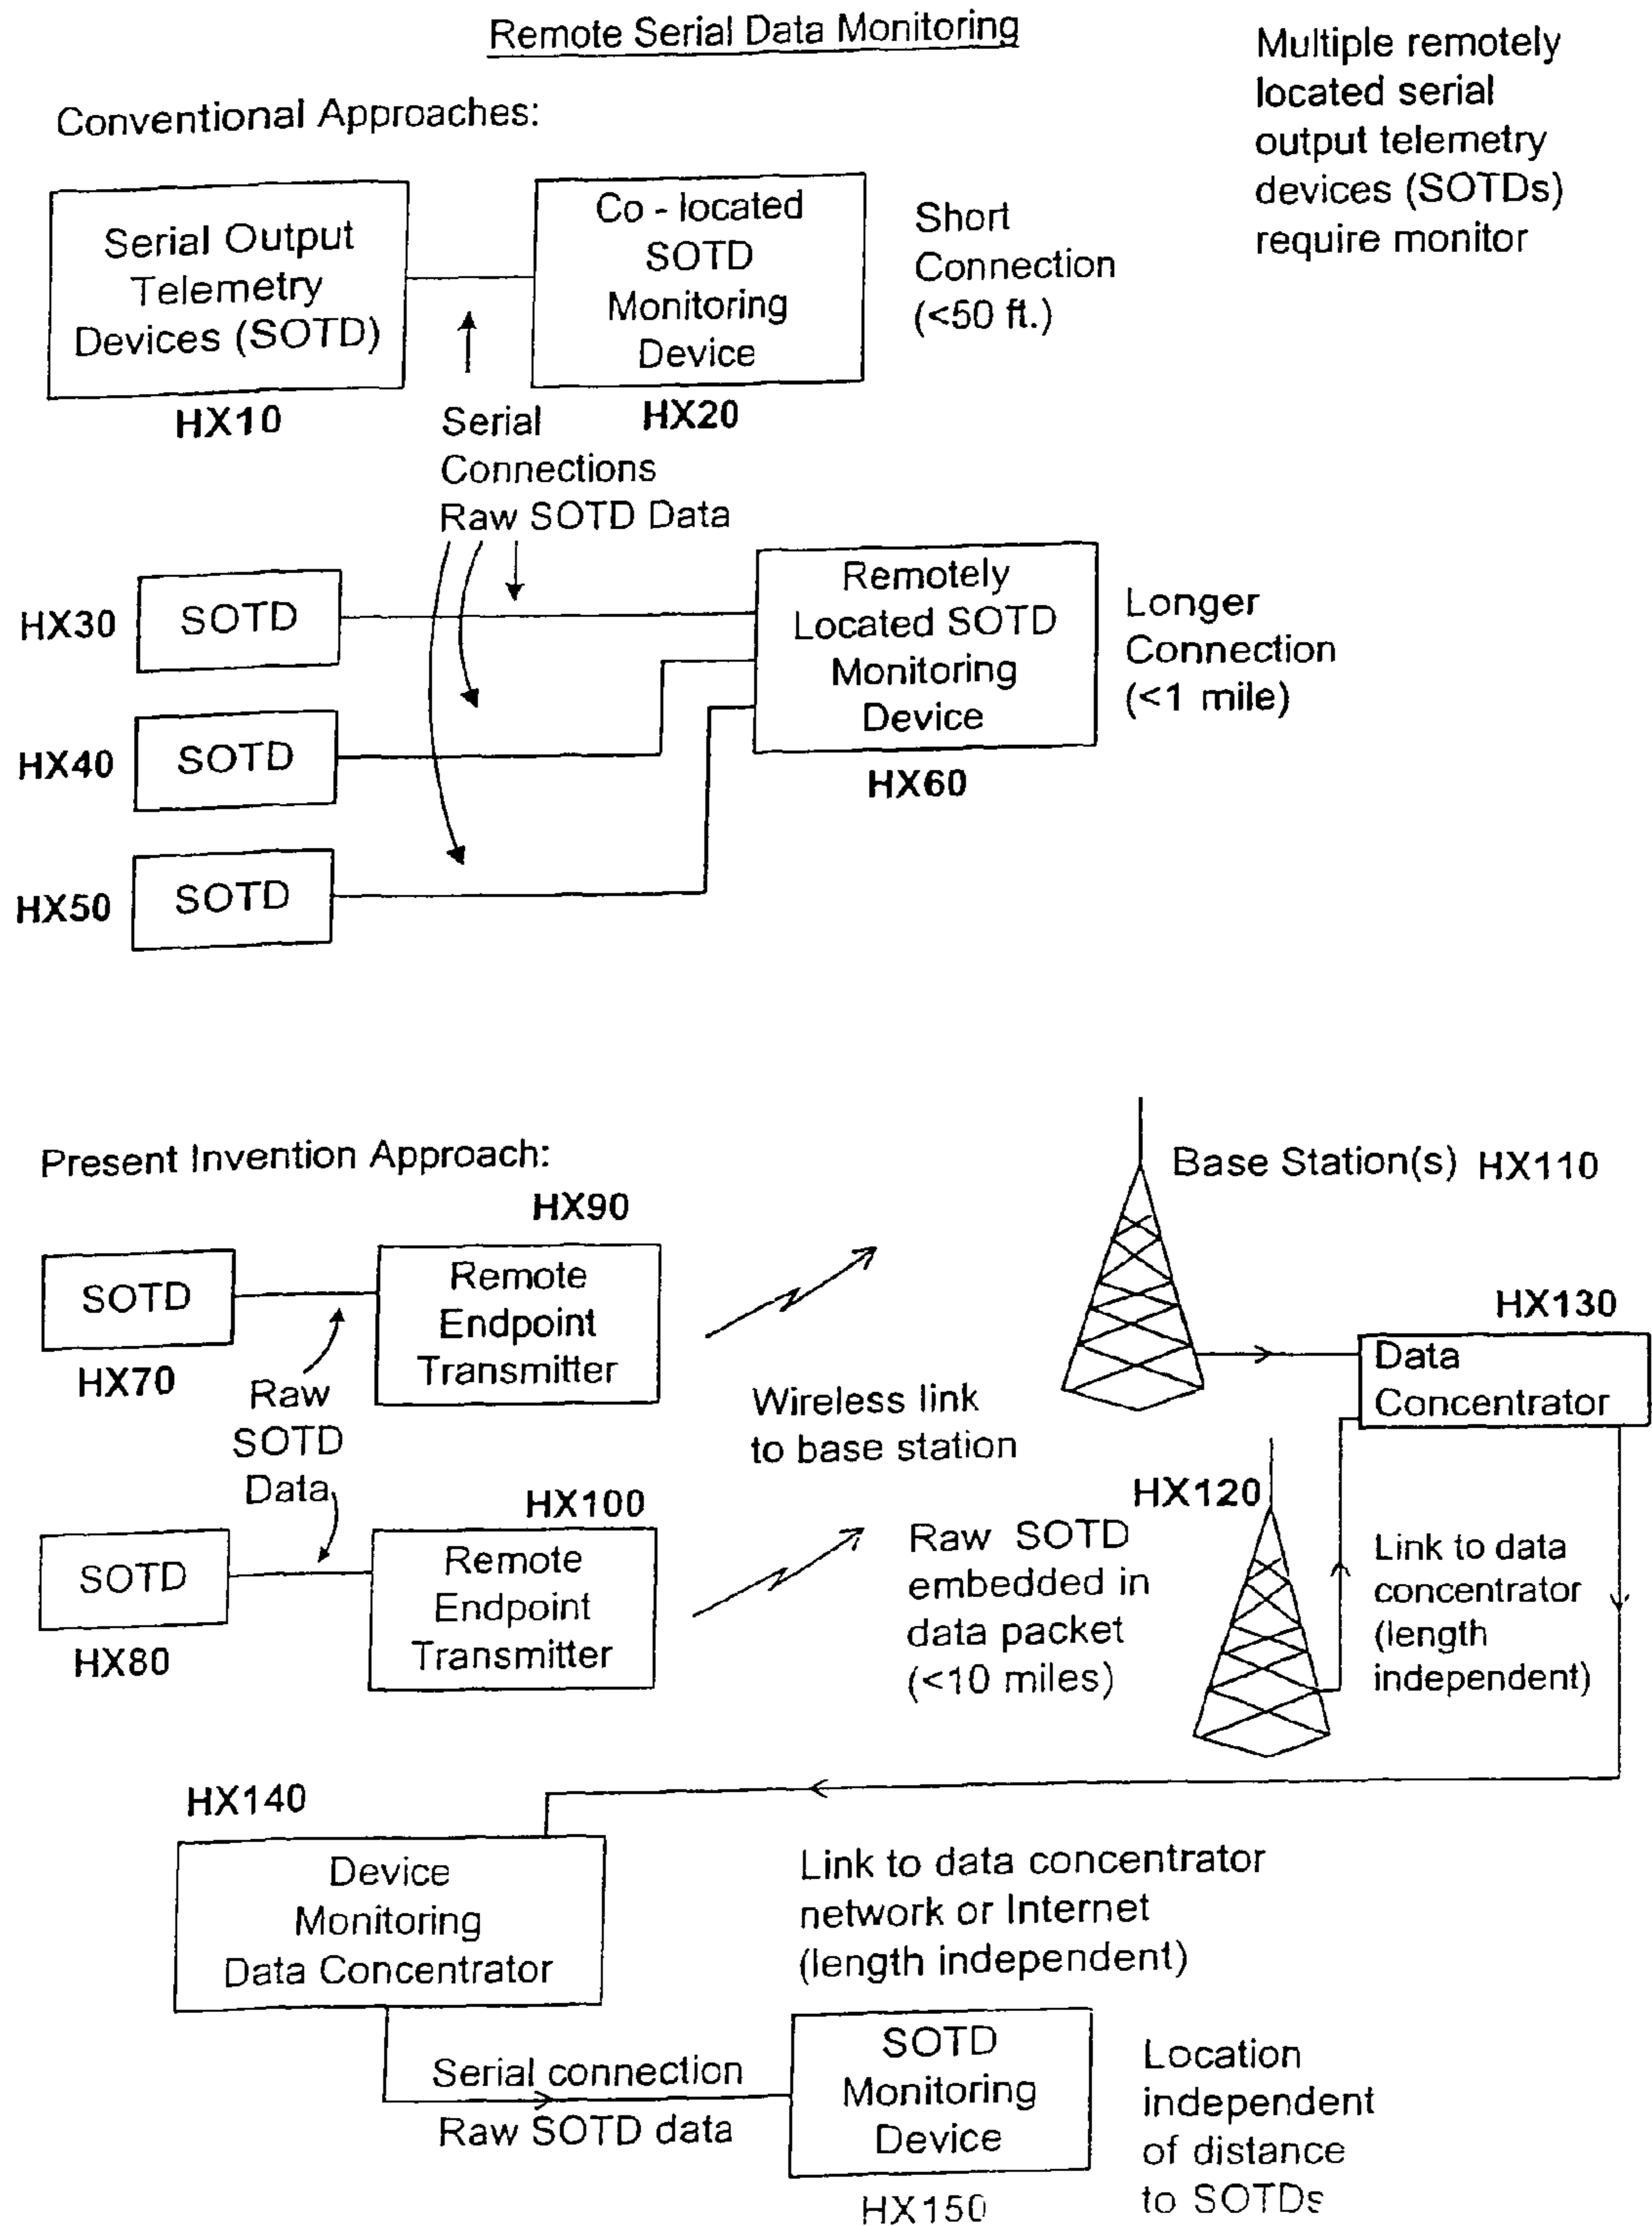 Remote Serial Data Monitoring
Multiple remotely
located serial
output telemetry
devices (SOTDs)
require monitor
Conventional Approaches:
Serial Output
Telemetry
Devices (SOTD)
HX10
Co - located
SOTD
Monitoring
Device
HX20
Short
Connection
(<50 ft.)
Serial
Connections
Raw SOTD Data
HX30
SOTD
HX40
SOTD
HX50
SOTD
Remotely
Located SOTD
Monitoring
Device
HX60
Longer
Connection
(<1 mile)
Present Invention Approach:
Base Station(s) HX110
HX90
SOTD
HX70
Remote
Endpoint
Transmitter
Raw
SOTD
Data
Wireless link
to base station
HX130
Data
Concentrator
HX100
SOTD
HX80
Remote
Endpoint
Transmitter
HX120
Raw SOTD
embedded in
data packet
(<10 miles)
Link to data
concentrator
(length
independent)
HX140
Device
Monitoring
Data Concentrator
Link to data concentrator
network or Internet
(length independent)
Serial connection
Raw SOTD data
SOTD
Monitoring
Device
HX150
Location
independent
of distance
to SOTDs